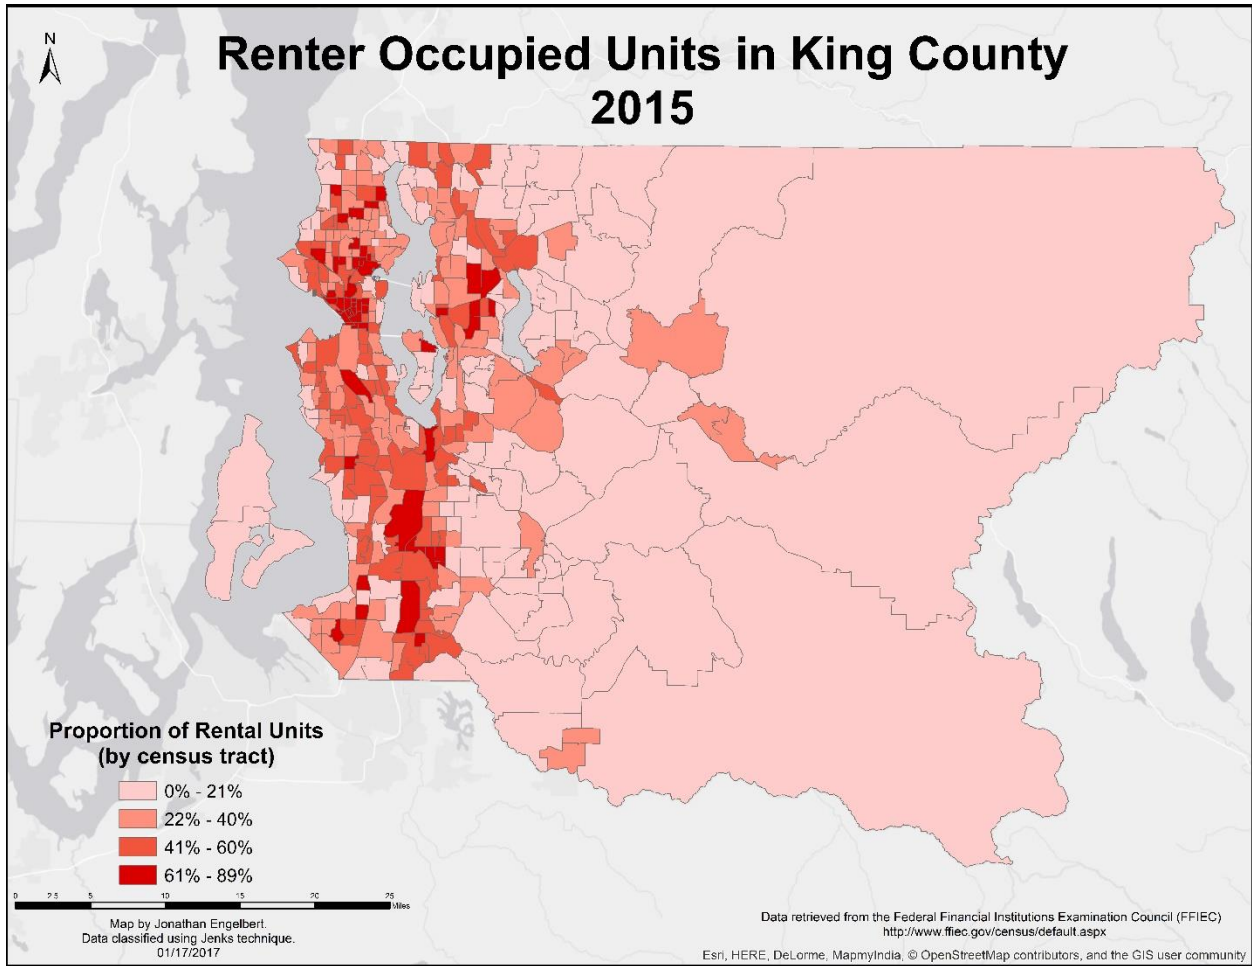 N
Renter Occupied Units in King County
2015
Proportion of Rental Units
(by census tract)
0% - 21%
22% - 40%
41% - 60%
61% - 89%
0 2.5 5 10 15 20 25
Miles
Map by Jonathan Engelbert.
Data classified using Jenks technique.
01/17/2017
Data retrieved from the Federal Financial Institutions Examination Council (FFIEC)
http://www.ffiec.gov/census/default.aspx
Esri, HERE, DeLorme, MapmyIndia, © OpenStreetMap contributors, and the GIS user community